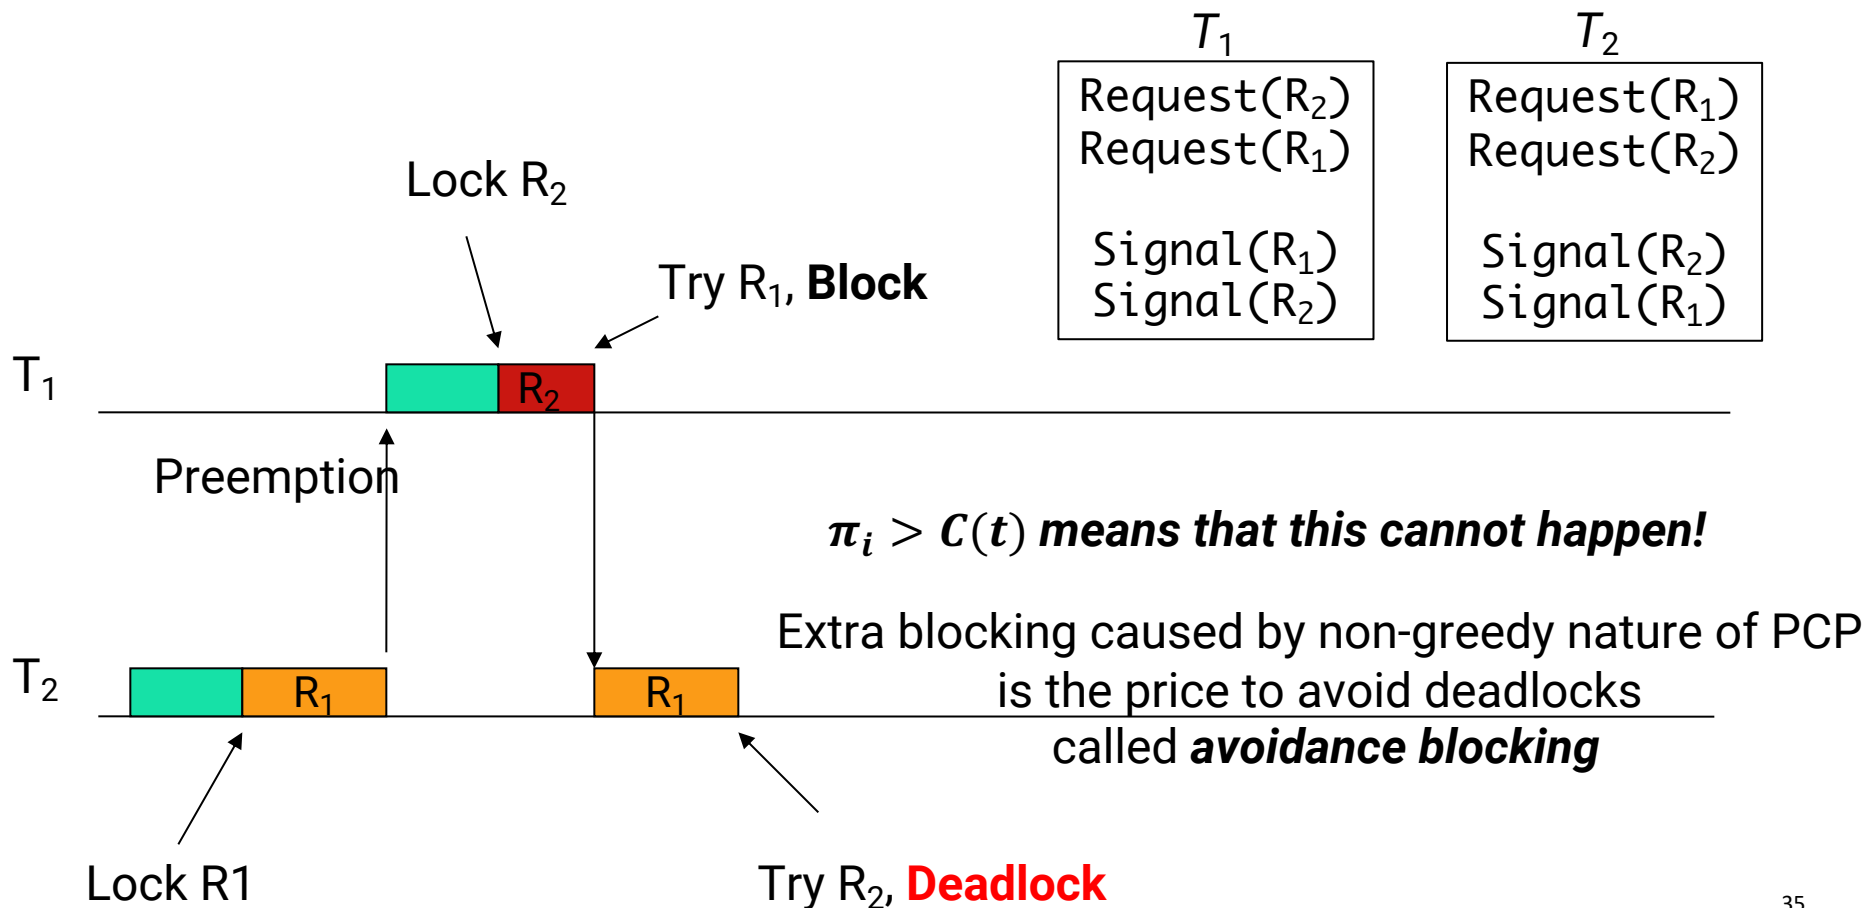 T₁
Request(R₂)
Request(R₁)
Signal(R₁)
Signal(R₂)
T₂
Request(R₁)
Request(R₂)
Signal(R₂)
Signal(R₁)
Lock R₂
Try R₁, Block
T₁
R₂
Preemption
πᵢ > C(t) means that this cannot happen!
Extra blocking caused by non-greedy nature of PCP
is the price to avoid deadlocks
called avoidance blocking
T₂
R₁
R₁
Lock R1
Try R₂, Deadlock
35